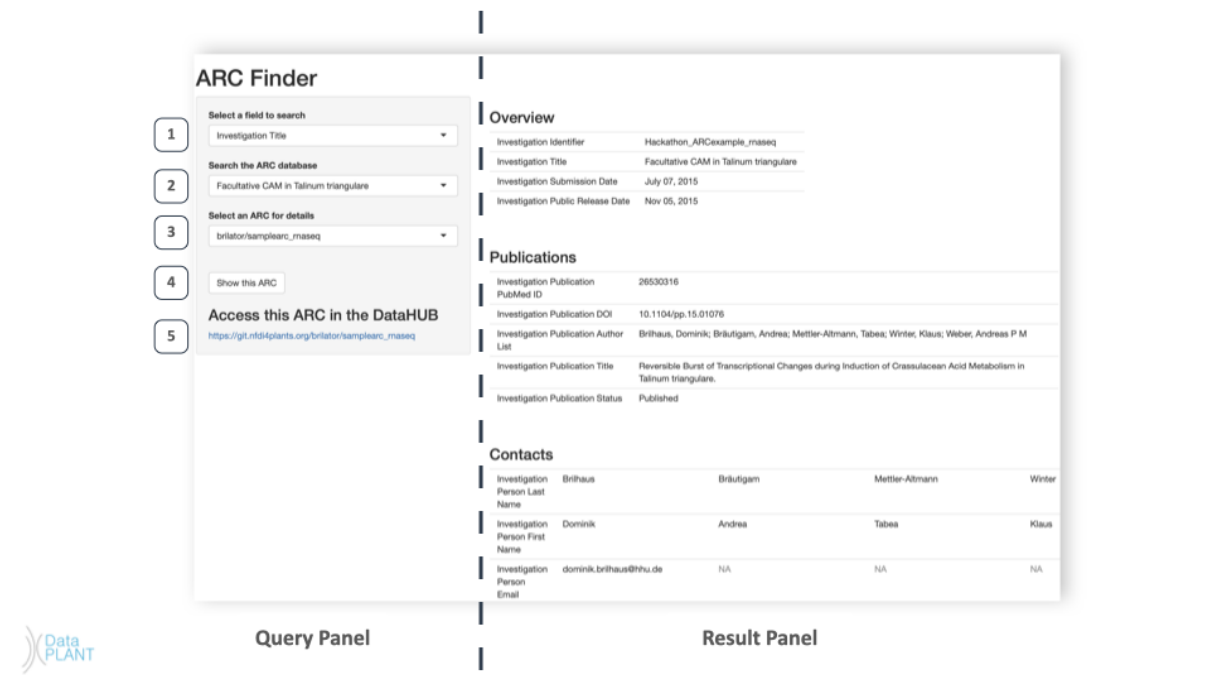 ARC Finder
Select a field to search
1
Investigation Title
Search the ARC database
2
Facultative CAM in Talinum triangulare
Select an ARC for details
3
brilator/samplearc_rnaseq
4
Show this ARC
Access this ARC in the DataHUB
5
https://git.nfdi4plants.org/brilator/samplearc_rnaseq
Overview
Investigation Identifier Hackathon_ARCexample_rnaseq
Investigation Title Facultative CAM in Talinum triangulare
Investigation Submission Date July 07, 2015
Investigation Public Release Date Nov 05, 2015
Publications
Investigation Publication 26530316
PubMed ID
Investigation Publication DOI 10.1104/pp.15.01076
Investigation Publication Author Brilhaus, Dominik; Bräutigam, Andrea; Mettler-Altmann, Tabea; Winter, Klaus; Weber, Andreas P M
List
Investigation Publication Title Reversible Burst of Transcriptional Changes during Induction of Crassulacean Acid Metabolism in
Talinum triangulare.
Investigation Publication Status Published
Contacts
Investigation Brilhaus Bräutigam Mettler-Altmann Winter
Person Last
Name
Investigation Dominik Andrea Tabea Klaus
Person First
Name
Investigation dominik.brilhaus@hhu.de NA NA NA
Person
Email
Query Panel
Result Panel
Data
PLANT